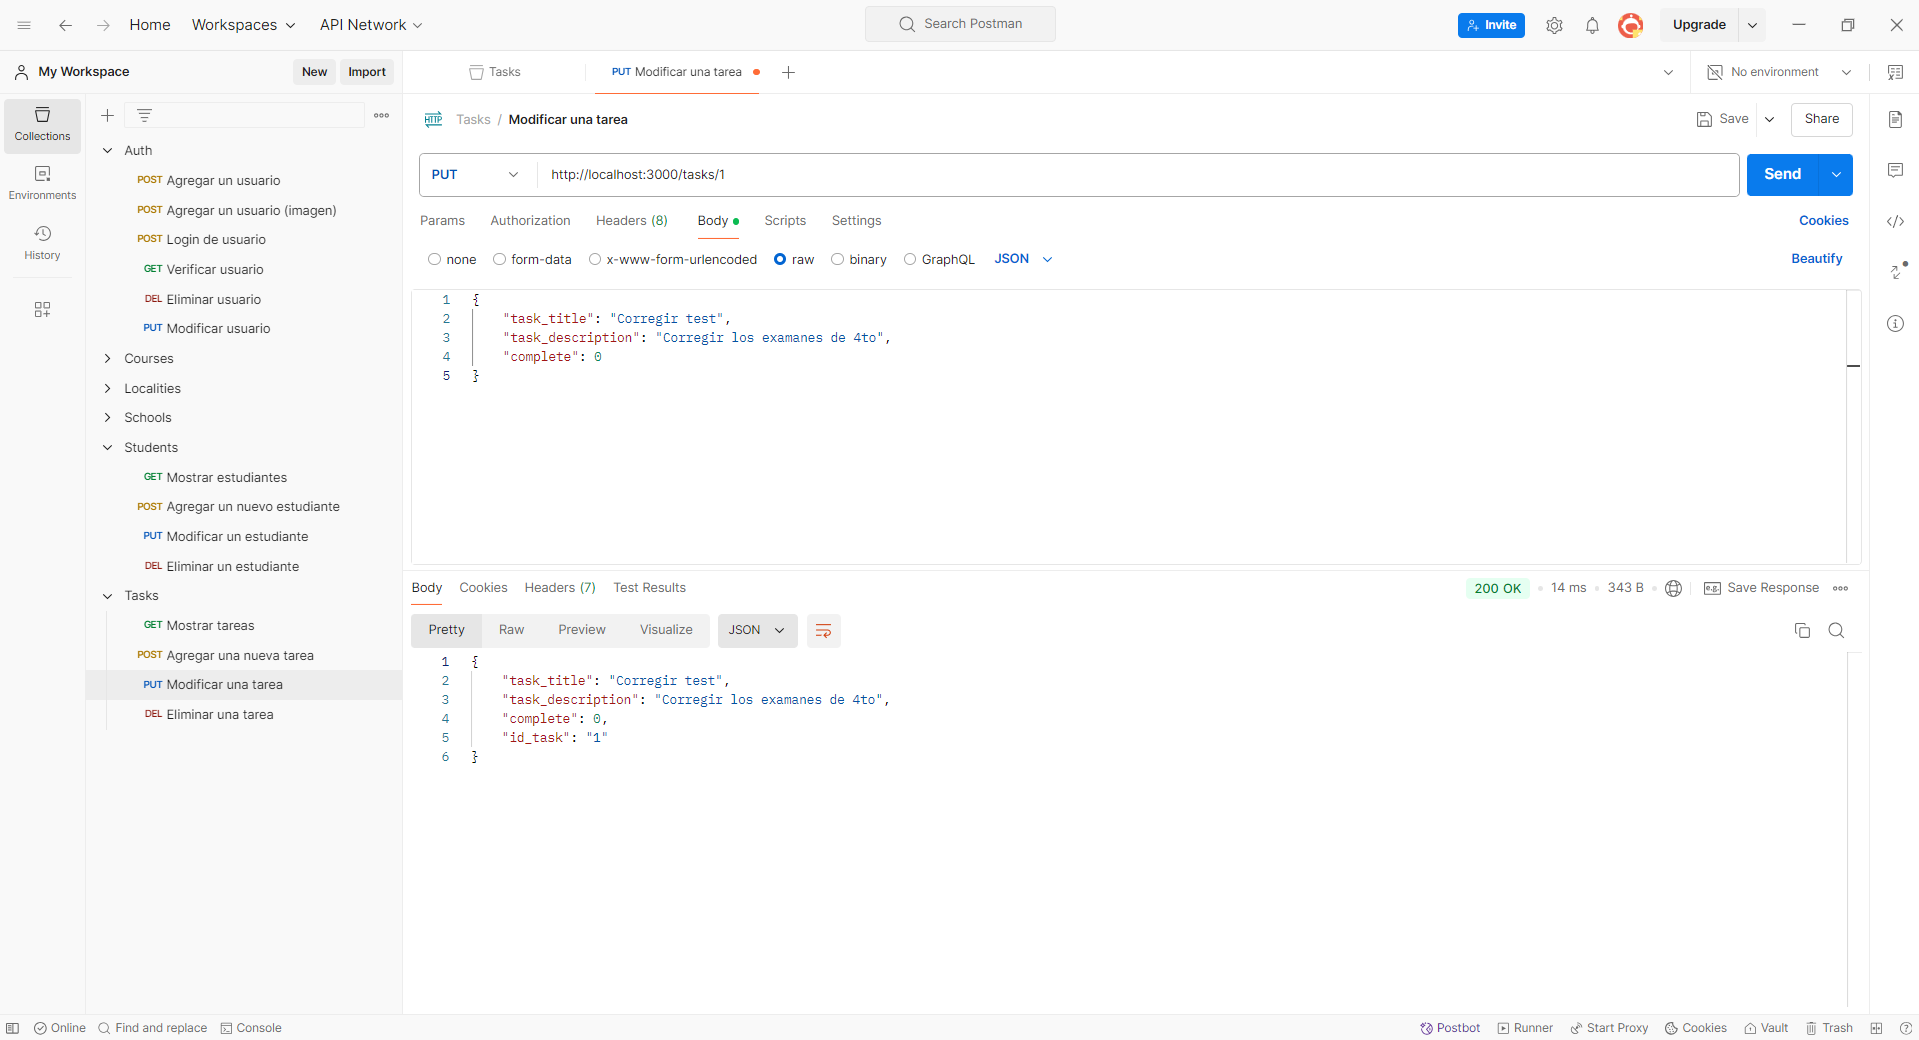 Home Workspaces API Network Search Postman Invite Upgrade
My Workspace New Import Tasks PUT Modificar una tarea No environment
Collections
Environments
History
Auth
POST Agregar un usuario
POST Agregar un usuario (imagen)
POST Login de usuario
GET Verificar usuario
DEL Eliminar usuario
PUT Modificar usuario
Courses
Localities
Schools
Students
GET Mostrar estudiantes
POST Agregar un nuevo estudiante
PUT Modificar un estudiante
DEL Eliminar un estudiante
Tasks
GET Mostrar tareas
POST Agregar una nueva tarea
PUT Modificar una tarea
DEL Eliminar una tarea
HTTP Tasks / Modificar una tarea Save Share
PUT http://localhost:3000/tasks/1 Send
Params Authorization Headers (8) Body Scripts Settings Cookies
none form-data x-www-form-urlencoded raw binary GraphQL JSON Beautify
1 {
2 "task_title": "Corregir test",
3 "task_description": "Corregir los examanes de 4to",
4 "complete": 0
5 }
Body Cookies Headers (7) Test Results 200 OK 14 ms 343 B e.g. Save Response
Pretty Raw Preview Visualize JSON
1 {
2 "task_title": "Corregir test",
3 "task_description": "Corregir los examanes de 4to",
4 "complete": 0,
5 "id_task": "1"
6 }
Online Find and replace Console Postbot Runner Start Proxy Cookies Vault Trash